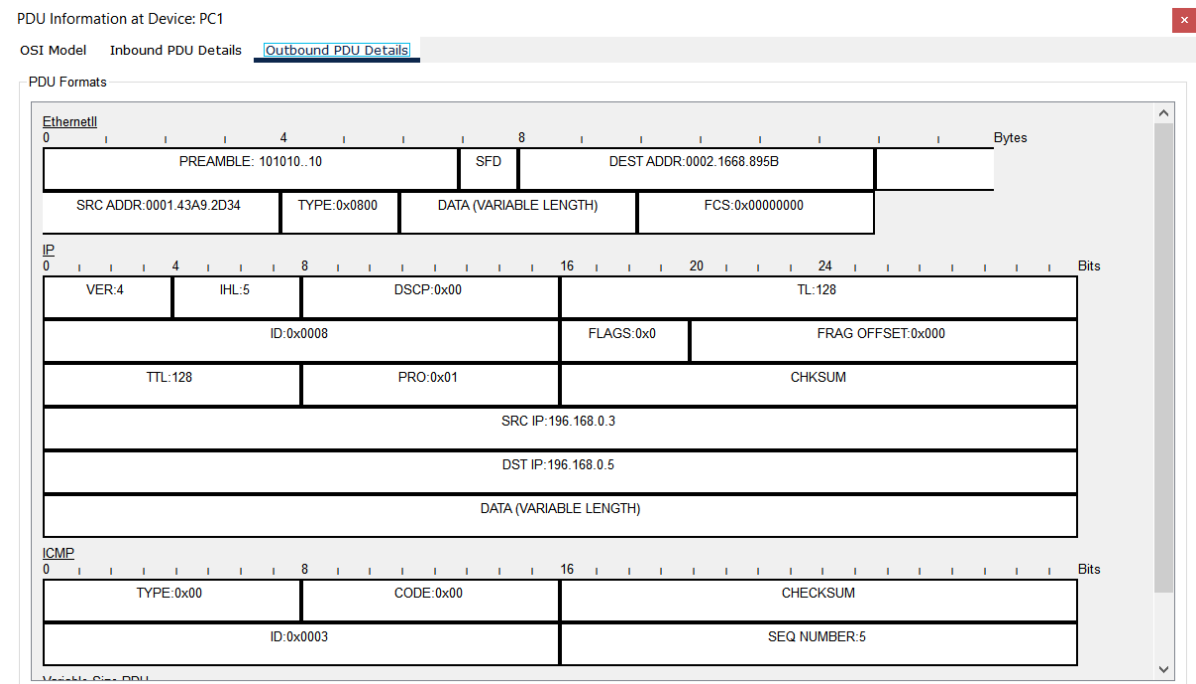 PDU Information at Device: PC1
×
OSI Model Inbound PDU Details Outbound PDU Details
PDU Formats
EthernetII
0 4 8 Bytes
PREAMBLE: 101010..10 SFD DEST ADDR:0002.1668.895B
SRC ADDR:0001.43A9.2D34 TYPE:0x0800 DATA (VARIABLE LENGTH) FCS:0x00000000
IP
0 4 8 16 20 24 Bits
VER:4 IHL:5 DSCP:0x00 TL:128
ID:0x0008 FLAGS:0x0 FRAG OFFSET:0x000
TTL:128 PRO:0x01 CHKSUM
SRC IP:196.168.0.3
DST IP:196.168.0.5
DATA (VARIABLE LENGTH)
ICMP
0 8 16 Bits
TYPE:0x00 CODE:0x00 CHECKSUM
ID:0x0003 SEQ NUMBER:5
Variable Size PDU